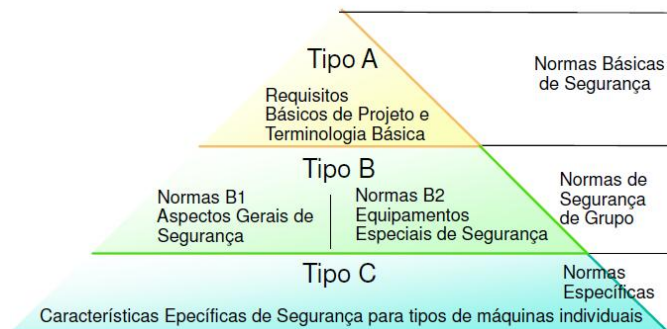 Tipo A
Requisitos
Básicos de Projeto e
Terminologia Básica
Normas Básicas
de Segurança
Tipo B
Normas B1
Aspectos Gerais de
Segurança
Normas B2
Equipamentos
Especiais de Segurança
Normas de
Segurança
de Grupo
Tipo C
Características Epecíficas de Segurança para tipos de máquinas individuais
Normas
Específicas